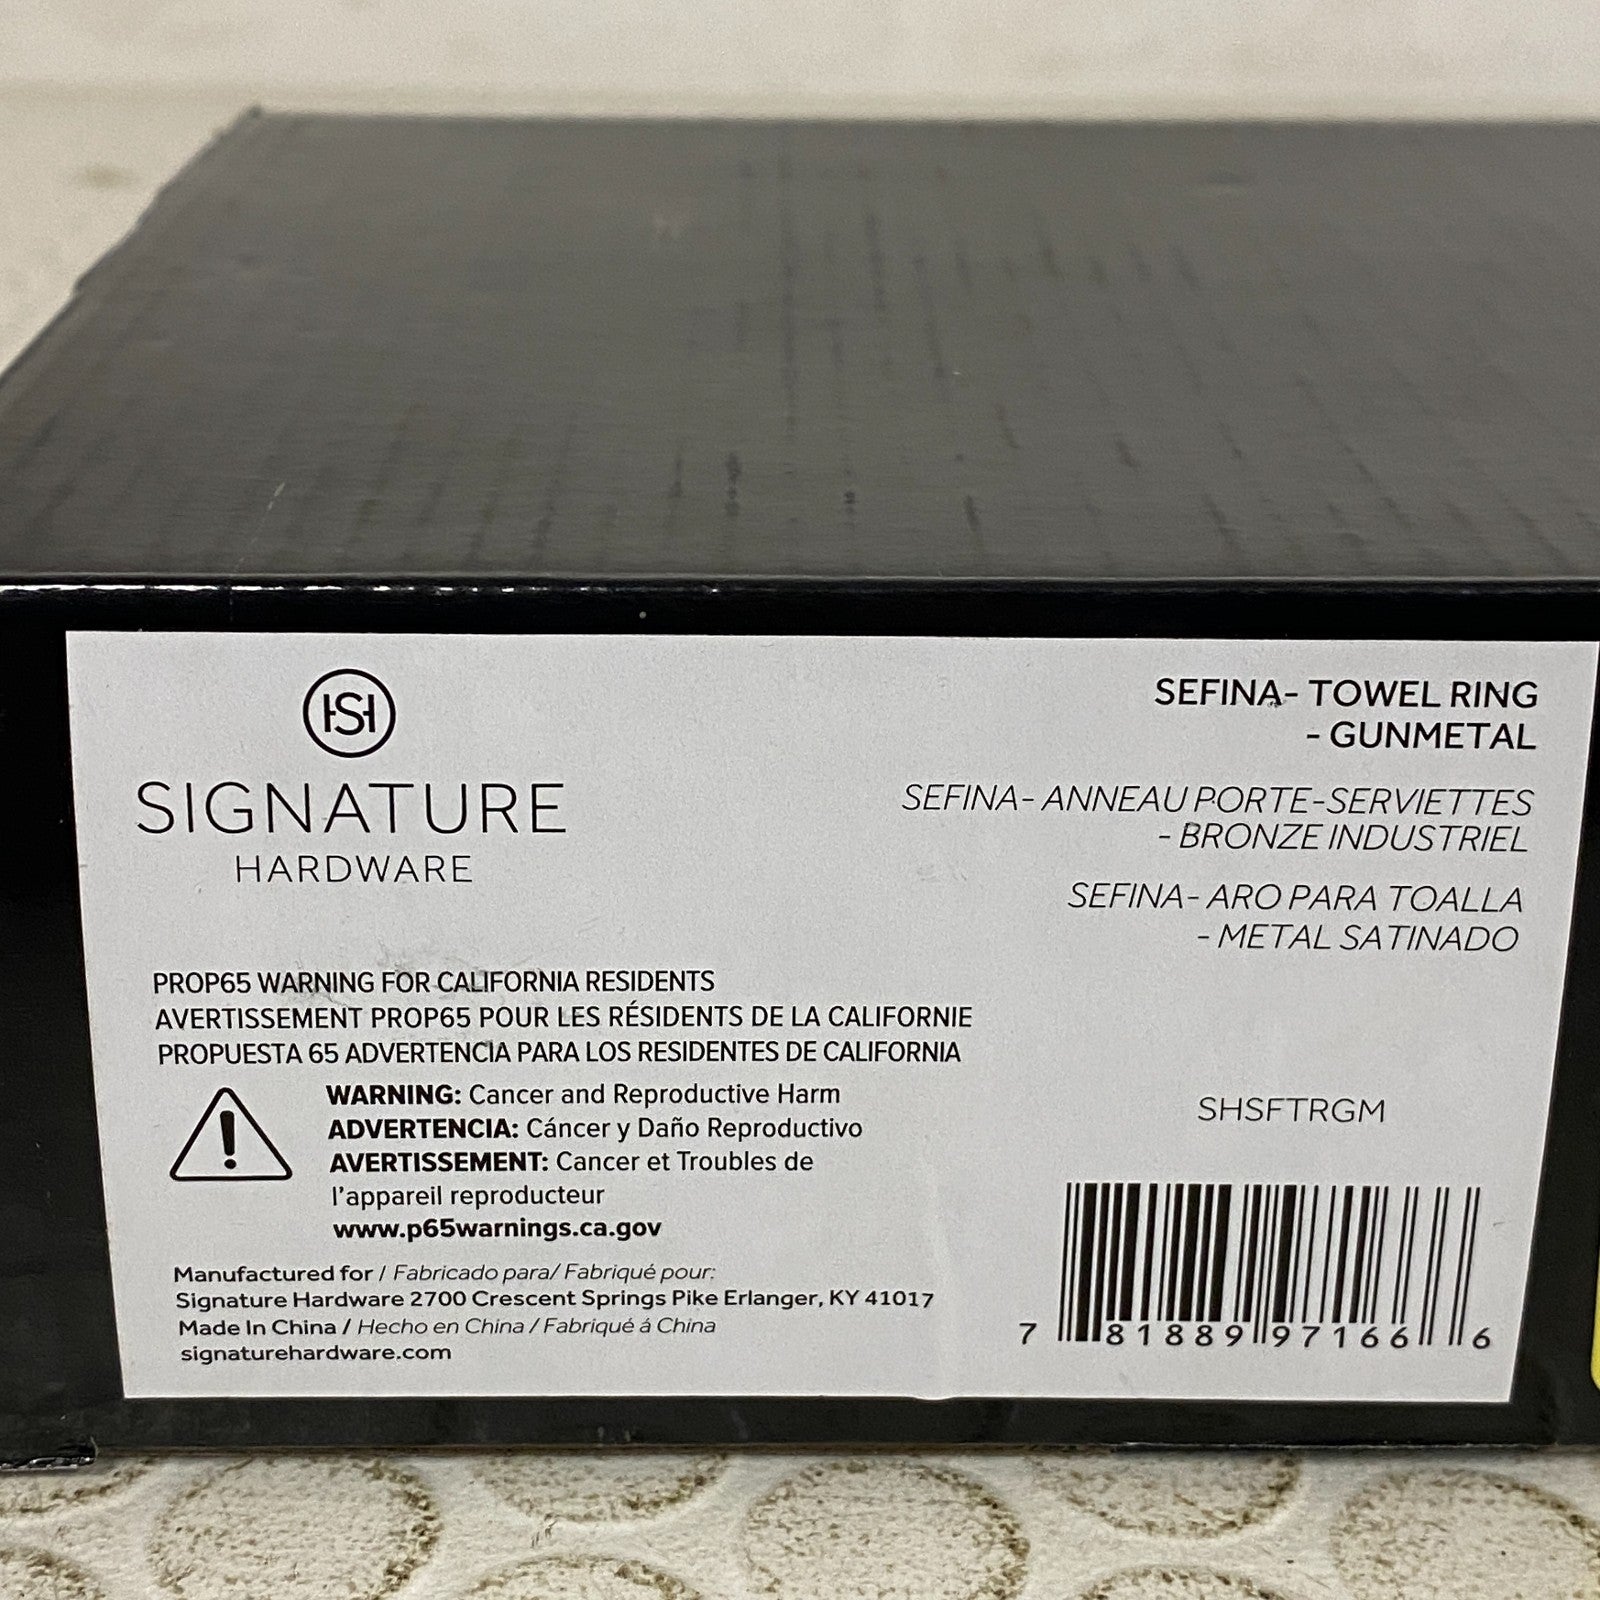 HSH
SIGNATURE
HARDWARE
SEFINA- TOWEL RING
- GUNMETAL
SEFINA- ANNEAU PORTE-SERVIETTES
- BRONZE INDUSTRIEL
SEFINA- ARO PARA TOALLA
- METAL SATINADO
PROP65 WARNING FOR CALIFORNIA RESIDENTS
AVERTISSEMENT PROP65 POUR LES RÉSIDENTS DE LA CALIFORNIE
PROPUESTA 65 ADVERTENCIA PARA LOS RESIDENTES DE CALIFORNIA
WARNING: Cancer and Reproductive Harm
ADVERTENCIA: Cáncer y Daño Reproductivo
AVERTISSEMENT: Cancer et Troubles de
l'appareil reproducteur
www.p65warnings.ca.gov
Manufactured for / Fabricado para/ Fabriqué pour:
Signature Hardware 2700 Crescent Springs Pike Erlanger, KY 41017
Made In China / Hecho en China / Fabriqué á China
signaturehardware.com
SHSFTRGM
7 81889 97166 6